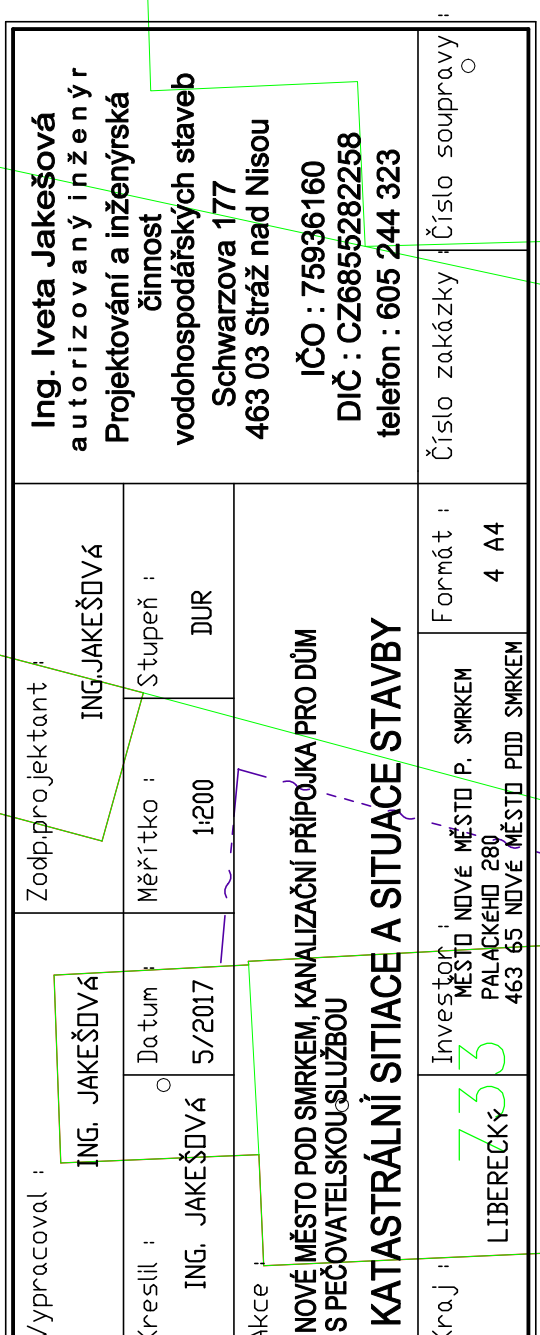 Vypracoval :
ING. JAKEŠOVÁ
Zodp.projektant :
ING.JAKEŠOVÁ
Ing. Iveta Jakešová
autorizovaný inženýr
Projektování a inženýrská
činnost
vodohospodářských staveb
Schwarzova 177
463 03 Stráž nad Nisou
IČO : 75936160
DIČ : CZ6855282258
telefon : 605 244 323
Kreslil :
ING. JAKEŠOVÁ
Datum :
5/2017
Měřítko :
1:200
Stupeň :
DUR
Akce :
NOVÉ MĚSTO POD SMRKEM, KANALIZAČNÍ PŘÍPOJKA PRO DŮM
S PEČOVATELSKOU SLUŽBOU
KATASTRÁLNÍ SITIACE A SITUACE STAVBY
Kraj :
LIBERECKÝ
733
Investor :
MĚSTO NOVÉ MĚSTO P. SMRKEM
PALACKÉHO 280
463 65 NOVÉ MĚSTO POD SMRKEM
Formát :
4 A4
Číslo zakázky :
Číslo soupravy :